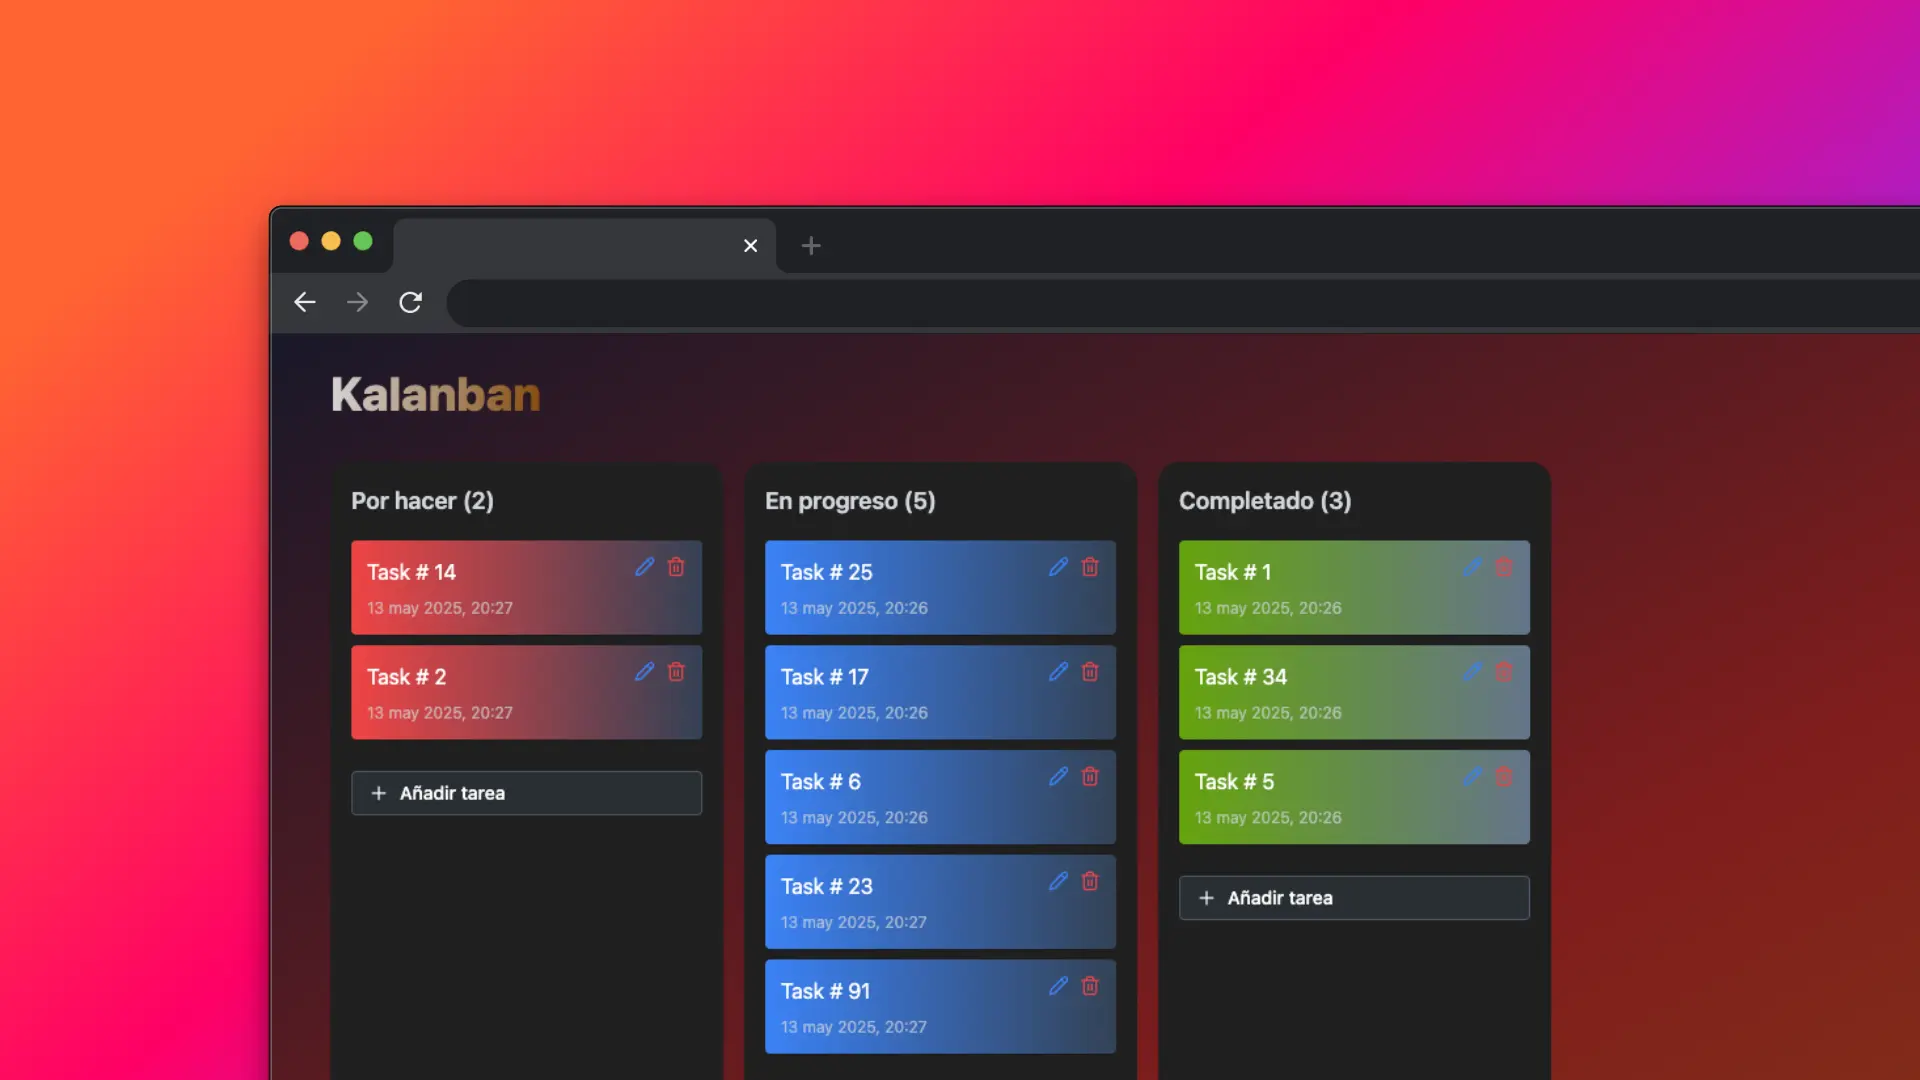 Kalanban
Por hacer (2)
Task # 14
13 may 2025, 20:27
Task # 2
13 may 2025, 20:27
Añadir tarea
En progreso (5)
Task # 25
13 may 2025, 20:26
Task # 17
13 may 2025, 20:26
Task # 6
13 may 2025, 20:26
Task # 23
13 may 2025, 20:27
Task # 91
13 may 2025, 20:27
Completado (3)
Task # 1
13 may 2025, 20:26
Task # 34
13 may 2025, 20:26
Task # 5
13 may 2025, 20:26
Añadir tarea